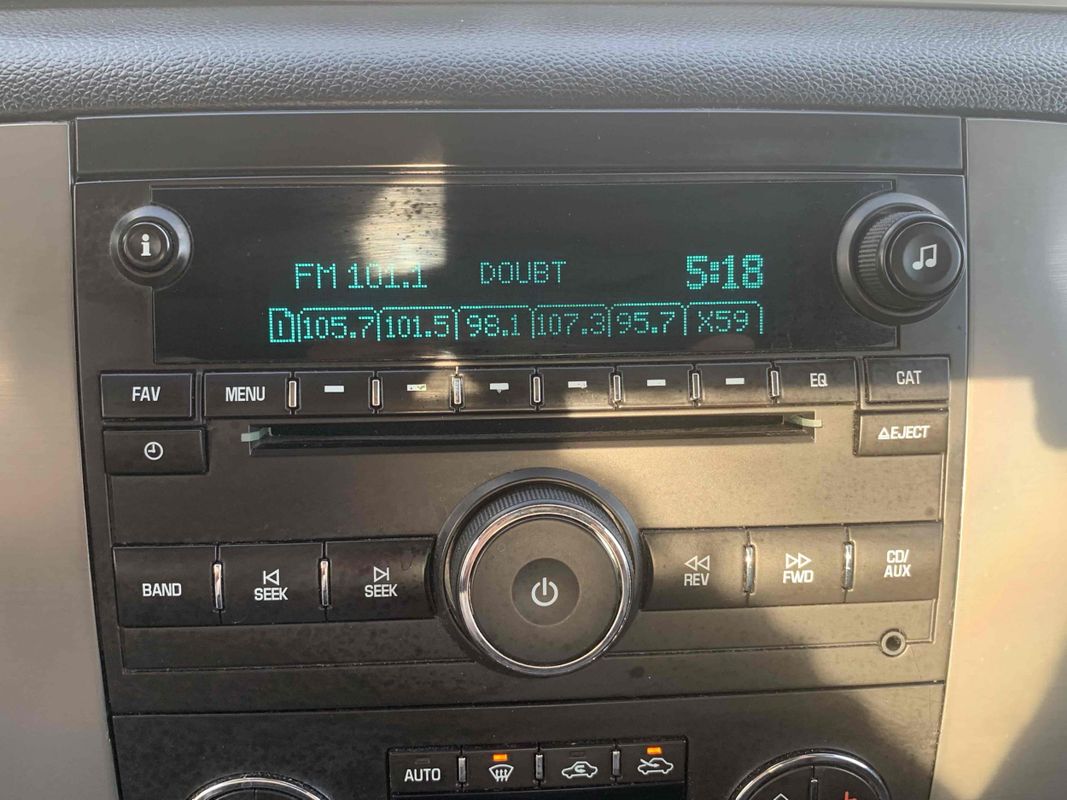 i
FM 101.1 DOUBT 5:18
D 105.7 101.5 98.1 107.3 95.7 X59
FAV MENU EQ CAT
EJECT
BAND SEEK SEEK REV FWD CD/
AUX
AUTO